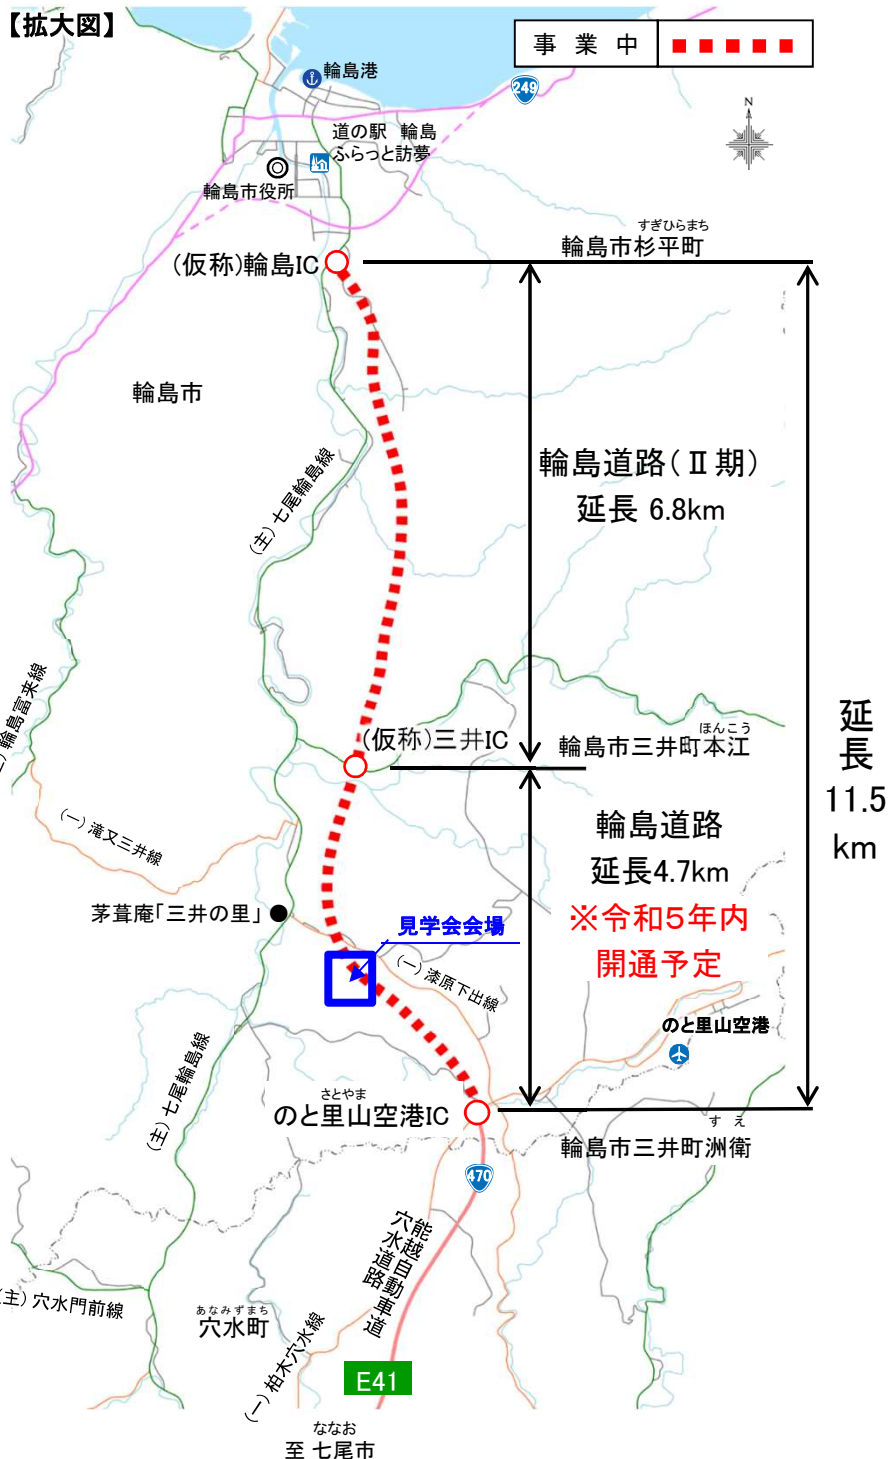 【拡大図】
事 業 中
輪島港
249
N
道の駅 輪島
ふらっと訪夢
輪島市役所
すぎひらまち
輪島市杉平町
(仮称)輪島IC
輪島市
輪島道路(Ⅱ期)
延長 6.8km
(主)七尾輪島線
輪島富来線
(仮称)三井IC
ほんこう
輪島市三井町本江
延長
11.5
km
輪島道路
延長4.7km
※令和5年内
開通予定
(一)滝又三井線
茅葺庵「三井の里」
見学会会場
(一)漆原下出線
のと里山空港
(主)七尾輪島線
さとやま
のと里山空港IC
すえ
輪島市三井町洲衛
470
能越自動車道
穴水道路
(主)穴水門前線
あなみずまち
穴水町
(一)柏木穴水線
E41
ななお
至 七尾市